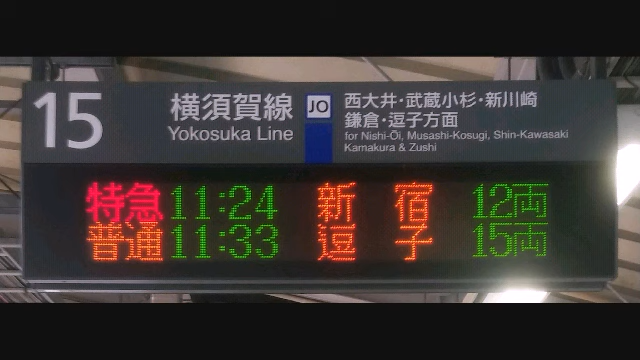 15
横須賀線
Yokosuka Line
JO
西大井・武蔵小杉・新川崎
鎌倉・逗子方面
for Nishi-Ōi, Musashi-Kosugi, Shin-Kawasaki
Kamakura & Zushi
特急 11:24 新宿 12両
普通 11:33 逗子 15両